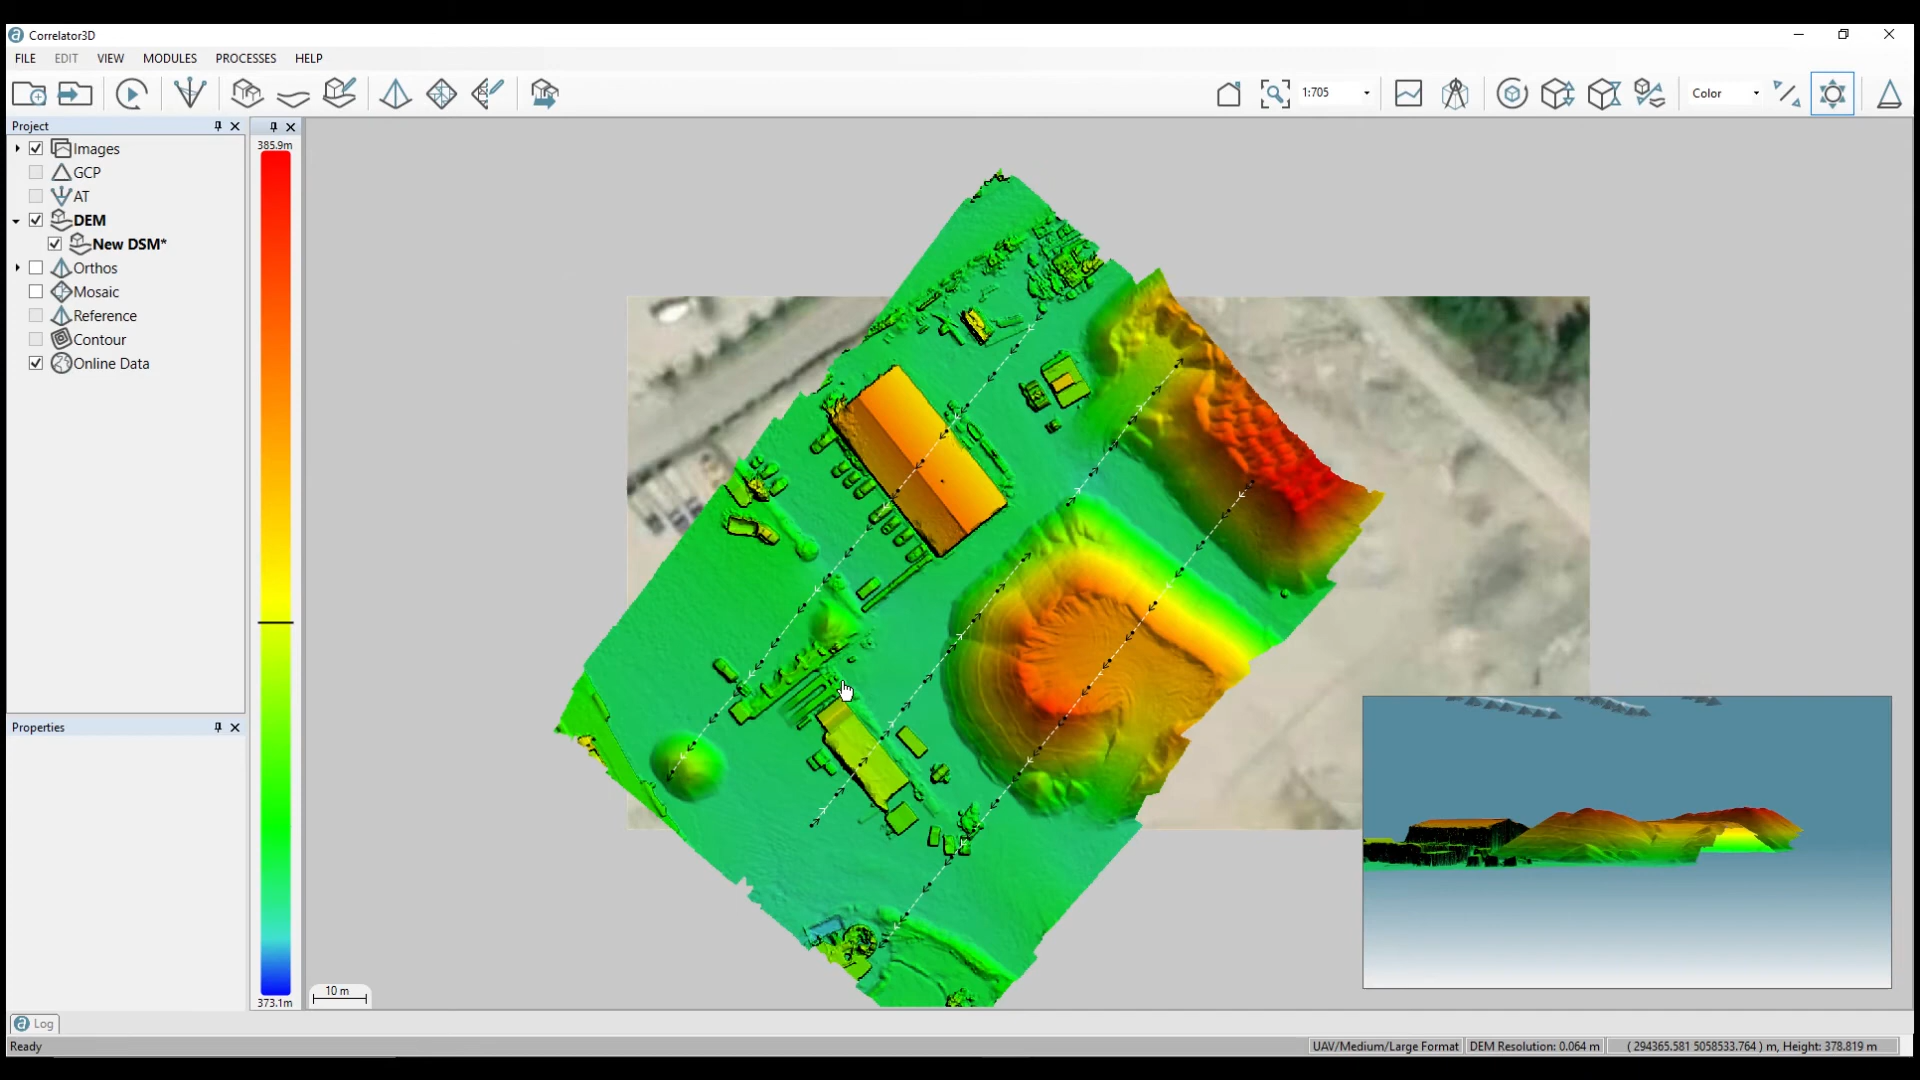 Correlator3D
FILE EDIT VIEW MODULES PROCESSES HELP
1:705 Color
Project
385.9m
Images
GCP
AT
DEM
New DSM*
Orthos
Mosaic
Reference
Contour
Online Data
Properties
373.1m
10 m
Log
Ready UAV/Medium/Large Format DEM Resolution: 0.064 m ( 294365.581 5058533.764 ) m, Height: 378.819 m